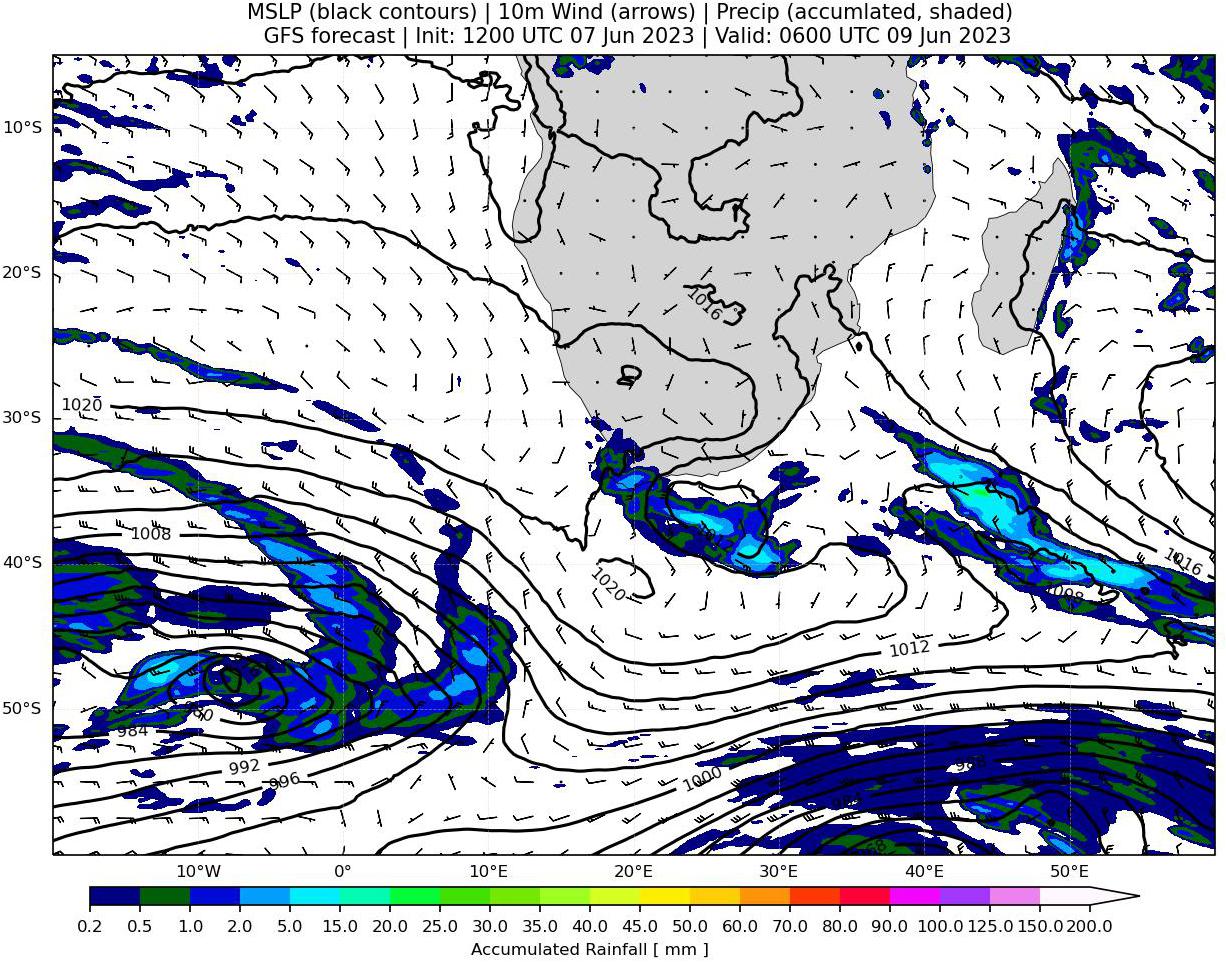 MSLP (black contours) | 10m Wind (arrows) | Precip (accumlated, shaded)
GFS forecast | Init: 1200 UTC 07 Jun 2023 | Valid: 0600 UTC 09 Jun 2023
10°S
20°S
1016
30°S
1020
1008
40°S
1016
1020
1008
1012
50°S
980
984
992
996
1000
988
968
10°W 0° 10°E 20°E 30°E 40°E 50°E
0.2 0.5 1.0 2.0 5.0 10.0 15.0 20.0 25.0 30.0 35.0 40.0 45.0 50.0 60.0 70.0 80.0 90.0 100.0 125.0 150.0 200.0
Accumulated Rainfall [ mm ]